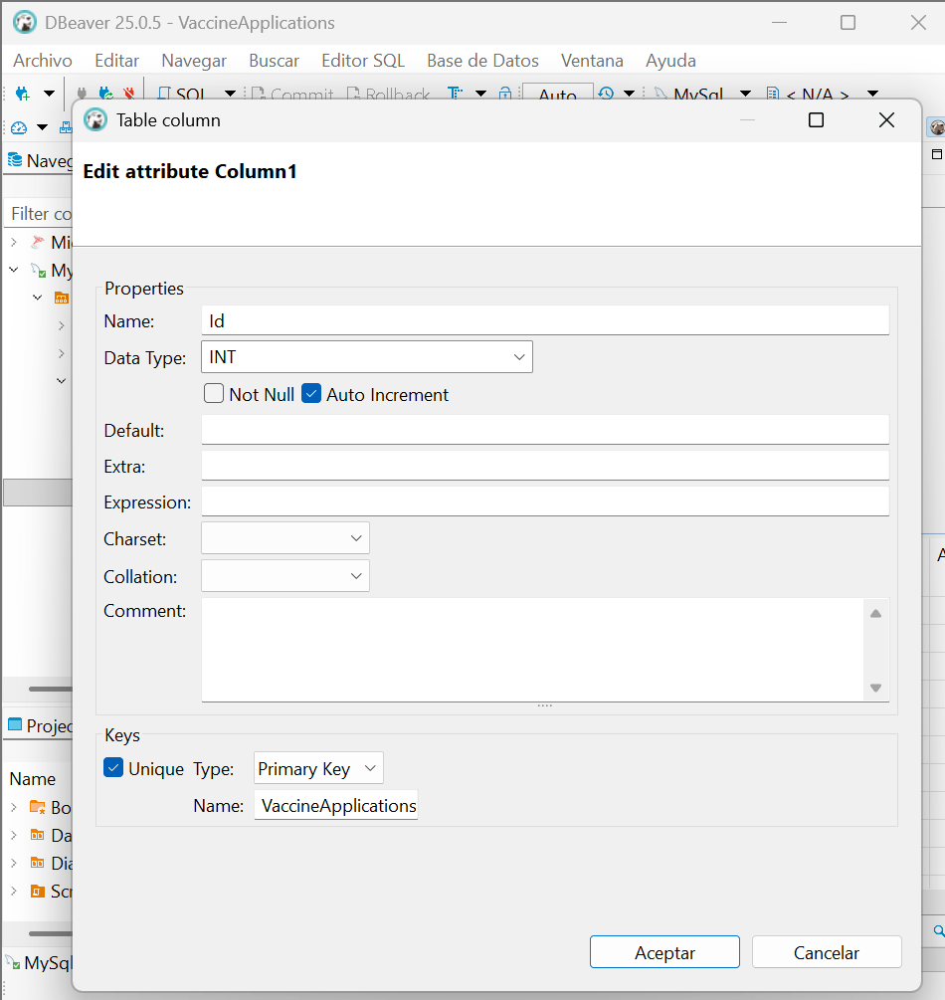 DBeaver 25.0.5 - VaccineApplications
Archivo Editar Navegar Buscar Editor SQL Base de Datos Ventana Ayuda
SQL Commit Rollback Auto MySql < N/A >
Table column
Naveg
Edit attribute Column1
Filter co
Mi
My
Properties
Name: Id
Data Type: INT
Not Null Auto Increment
Default:
Extra:
Expression:
Charset:
A
Collation:
Comment:
Projec
Keys
Unique Type: Primary Key
Name
Name: VaccineApplications
Bo
Da
Dia
Scr
Aceptar Cancelar
MySql